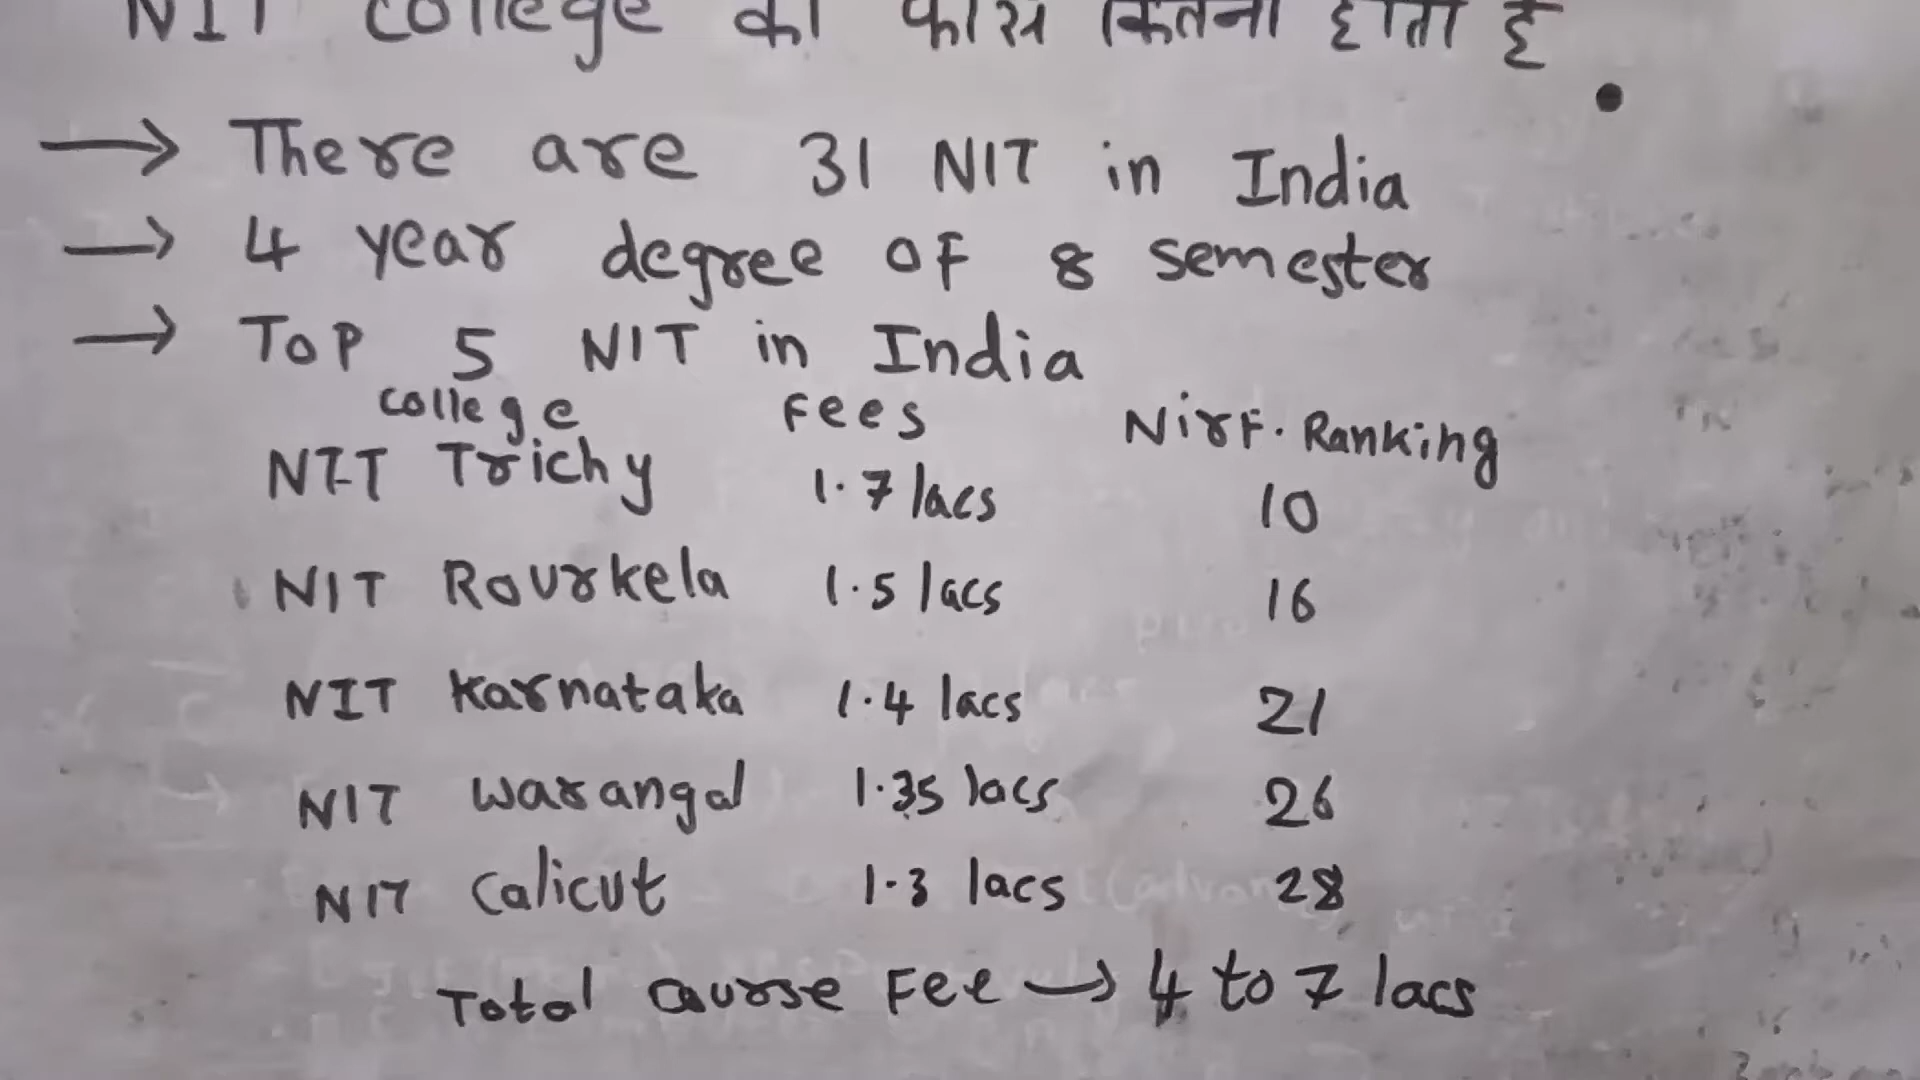 NIT College की फीस कितना होता है
→ There are 31 NIT in India
→ 4 year degree of 8 semester
→ Top 5 NIT in India
college Fees Nirf. Ranking
NIT Trichy 1.7 lacs 10
NIT Rourkela 1.5 lacs 16
NIT Karnataka 1.4 lacs 21
NIT Warangal 1.35 lacs 26
NIT Calicut 1.3 lacs 28
Total course Fee → 4 to 7 lacs